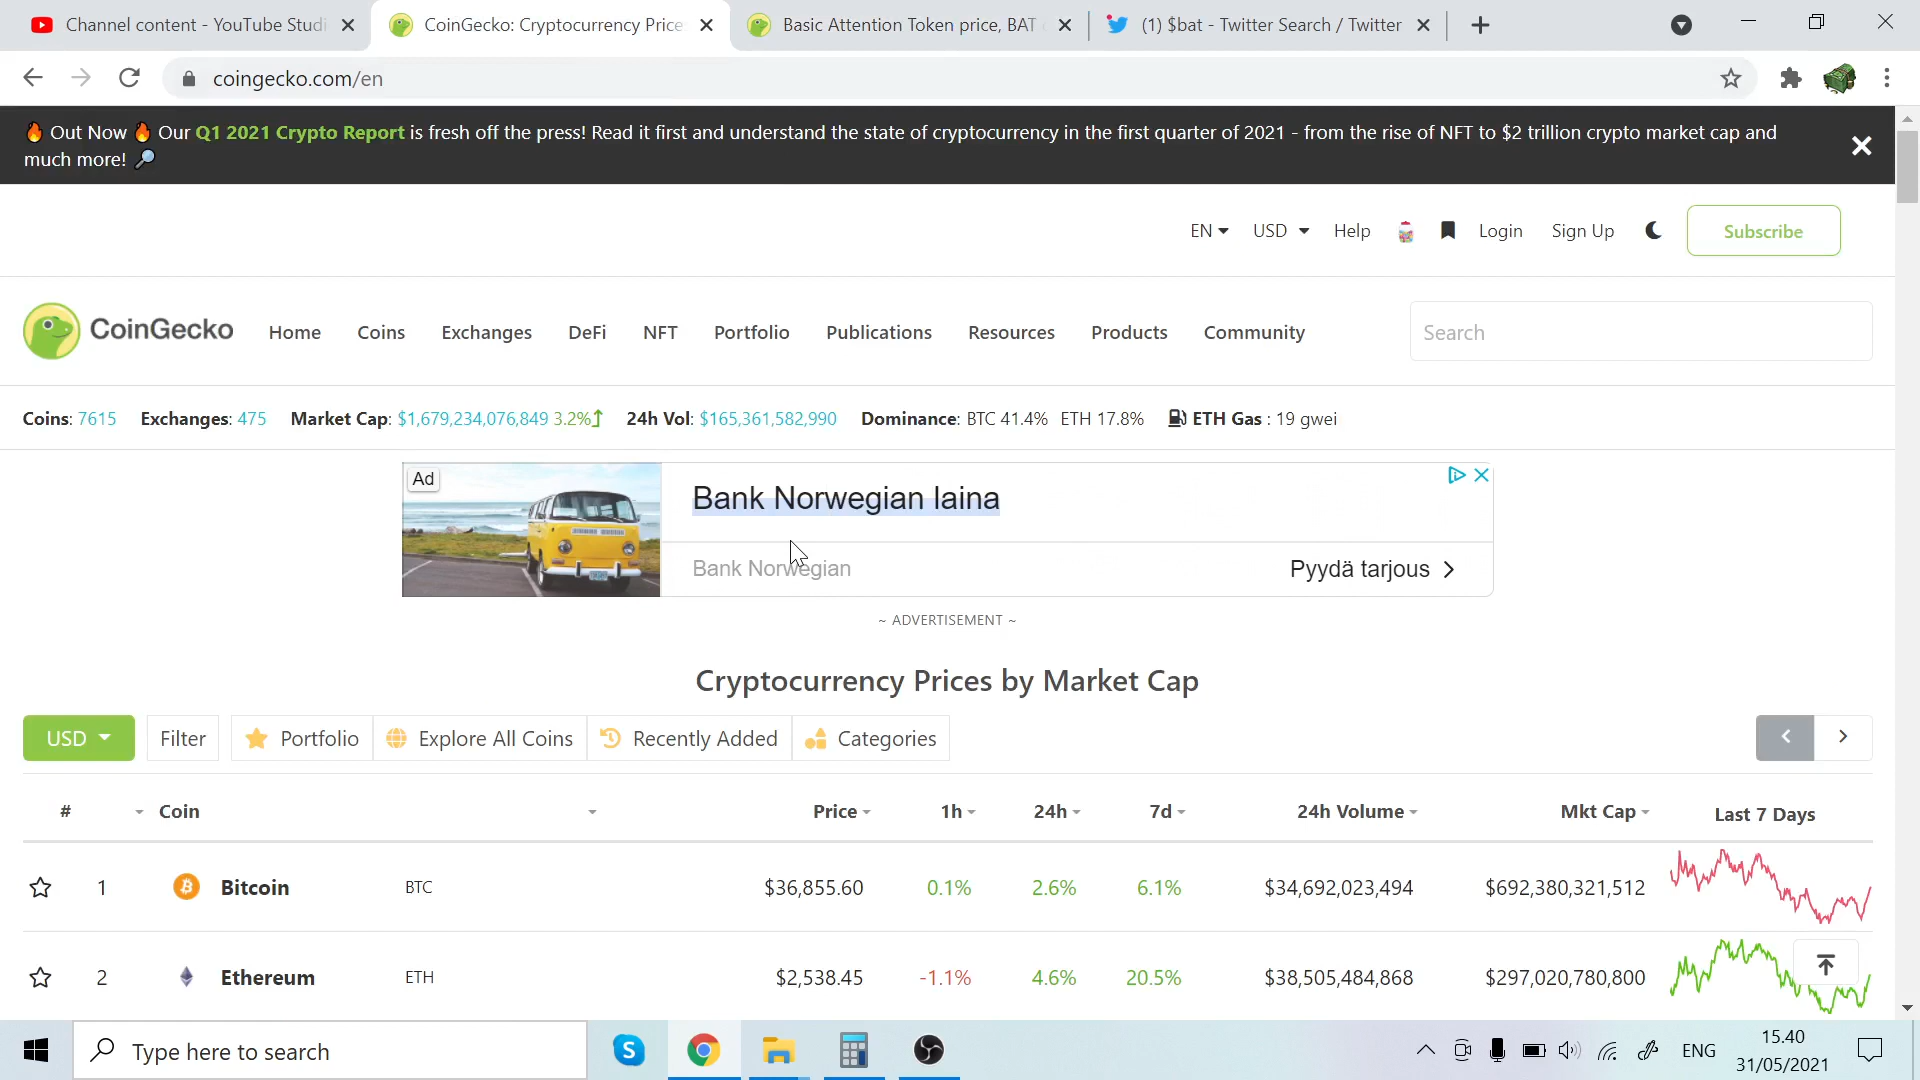 Channel content - YouTube Studi
CoinGecko: Cryptocurrency Price
Basic Attention Token price, BAT
(1) $bat - Twitter Search / Twitter
coingecko.com/en
🔥 Out Now 🔥 Our Q1 2021 Crypto Report is fresh off the press! Read it first and understand the state of cryptocurrency in the first quarter of 2021 - from the rise of NFT to $2 trillion crypto market cap and
much more! 🔎
EN USD Help Login Sign Up Subscribe
CoinGecko Home Coins Exchanges DeFi NFT Portfolio Publications Resources Products Community Search
Coins: 7615 Exchanges: 475 Market Cap: $1,679,234,076,849 3.2% 24h Vol: $165,361,582,990 Dominance: BTC 41.4% ETH 17.8% ETH Gas : 19 gwei
Ad
Bank Norwegian laina
Bank Norwegian Pyydä tarjous
~ ADVERTISEMENT ~
Cryptocurrency Prices by Market Cap
USD Filter Portfolio Explore All Coins Recently Added Categories
# Coin Price 1h 24h 7d 24h Volume Mkt Cap Last 7 Days
1 Bitcoin BTC $36,855.60 0.1% 2.6% 6.1% $34,692,023,494 $692,380,321,512
2 Ethereum ETH $2,538.45 -1.1% 4.6% 20.5% $38,505,484,868 $297,020,780,800
Type here to search
ENG
15.40
31/05/2021